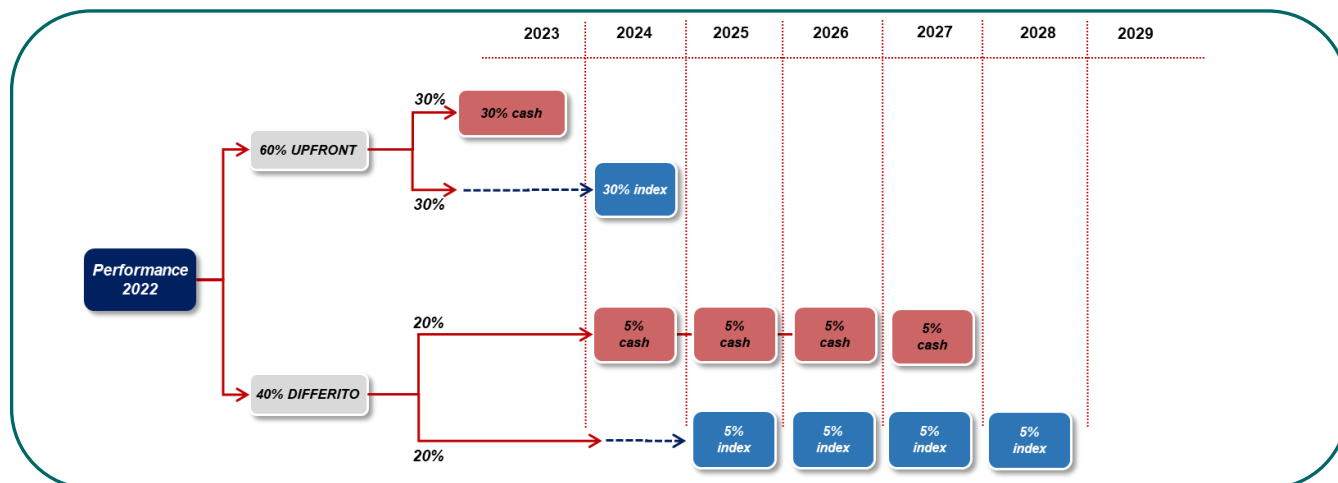 2023 2024 2025 2026 2027 2028 2029
30%
30% cash
60% UPFRONT
30% index
30%
Performance
2022
20%
5% 5% 5% 5%
cash cash cash cash
40% DIFFERITO
5% 5% 5% 5%
index index index index
20%